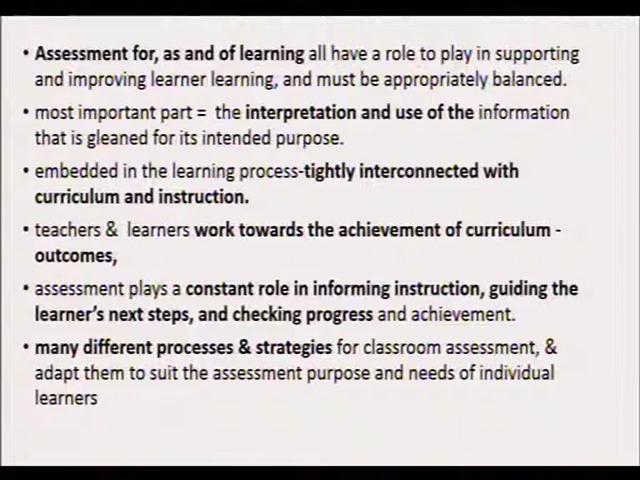 • Assessment for, as and of learning all have a role to play in supporting
and improving learner learning, and must be appropriately balanced.
• most important part = the interpretation and use of the information
that is gleaned for its intended purpose.
• embedded in the learning process-tightly interconnected with
curriculum and instruction.
• teachers & learners work towards the achievement of curriculum -
outcomes,
• assessment plays a constant role in informing instruction, guiding the
learner's next steps, and checking progress and achievement.
• many different processes & strategies for classroom assessment, &
adapt them to suit the assessment purpose and needs of individual
learners